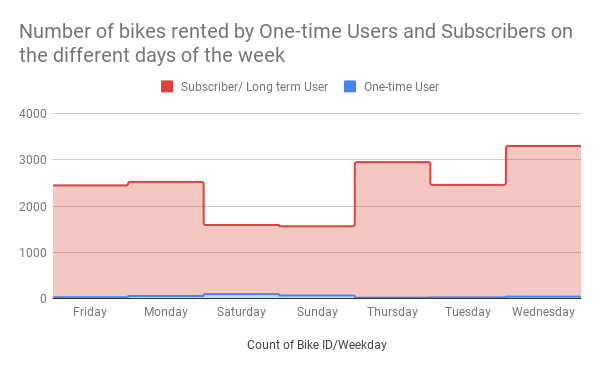 Number of bikes rented by One-time Users and Subscribers on
the different days of the week
Subscriber/ Long term User One-time User
4000
3000
2000
1000
0
Friday Monday Saturday Sunday Thursday Tuesday Wednesday
Count of Bike ID/Weekday